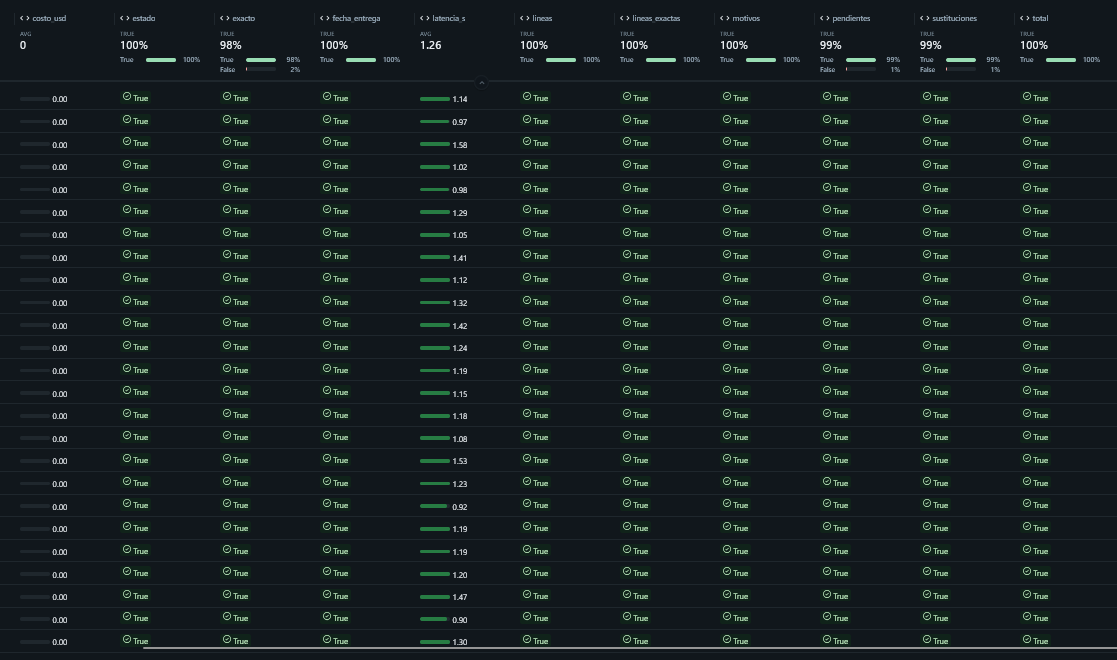 <> costo_usd <> estado <> exacto <> fecha_entrega <> latencia_s <> lineas <> lineas_exactas <> motivos <> pendientes <> sustituciones <> total
AVG TRUE TRUE TRUE AVG TRUE TRUE TRUE TRUE TRUE TRUE
0 100% 98% 100% 1.26 100% 100% 100% 99% 99% 100%
True 100% True 98% True 100% True 100% True 100% True 100% True 99% True 99% True 100%
False 2% False 1% False 1%
0.00 True True True 1.14 True True True True True True
0.00 True True True 0.97 True True True True True True
0.00 True True True 1.58 True True True True True True
0.00 True True True 1.02 True True True True True True
0.00 True True True 0.98 True True True True True True
0.00 True True True 1.29 True True True True True True
0.00 True True True 1.05 True True True True True True
0.00 True True True 1.41 True True True True True True
0.00 True True True 1.12 True True True True True True
0.00 True True True 1.32 True True True True True True
0.00 True True True 1.42 True True True True True True
0.00 True True True 1.24 True True True True True True
0.00 True True True 1.19 True True True True True True
0.00 True True True 1.15 True True True True True True
0.00 True True True 1.18 True True True True True True
0.00 True True True 1.08 True True True True True True
0.00 True True True 1.53 True True True True True True
0.00 True True True 1.23 True True True True True True
0.00 True True True 0.92 True True True True True True
0.00 True True True 1.19 True True True True True True
0.00 True True True 1.19 True True True True True True
0.00 True True True 1.20 True True True True True True
0.00 True True True 1.47 True True True True True True
0.00 True True True 0.90 True True True True True True
0.00 True True True 1.30 True True True True True True